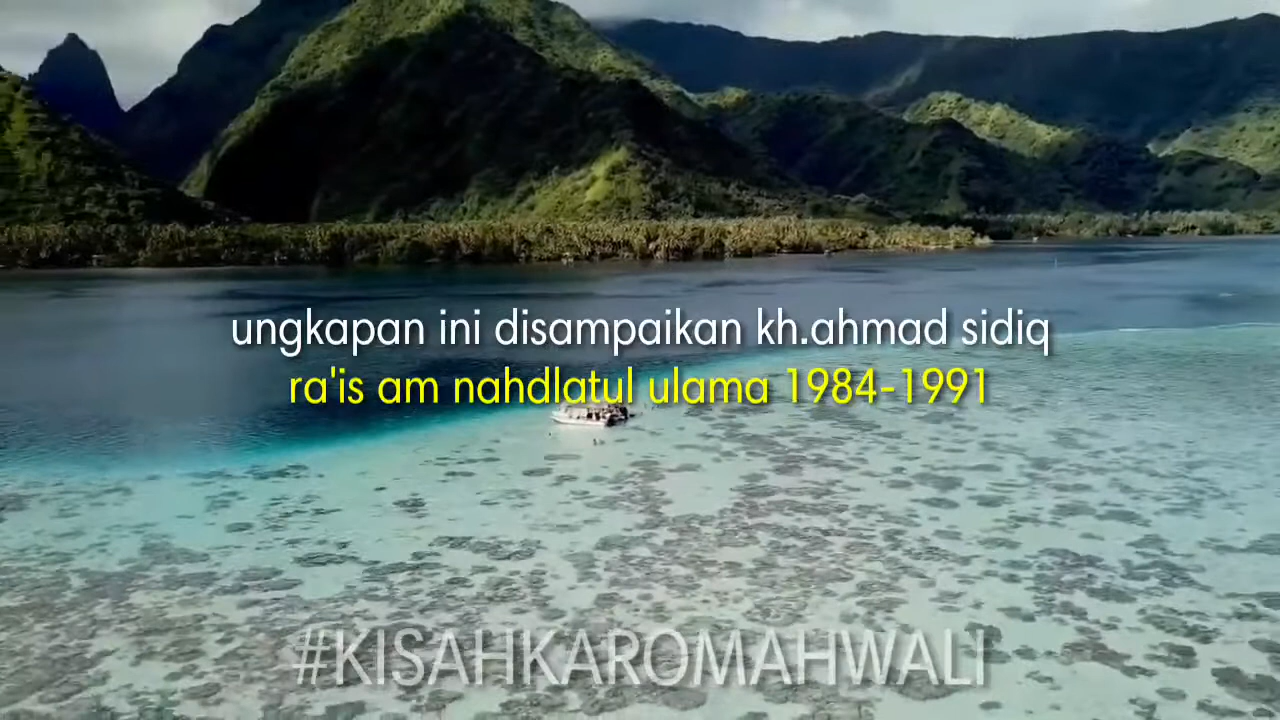 ungkapan ini disampaikan kh.ahmad sidiq
ra'is am nahdlatul ulama 1984-1991
#KISAHKAROMAHWALI